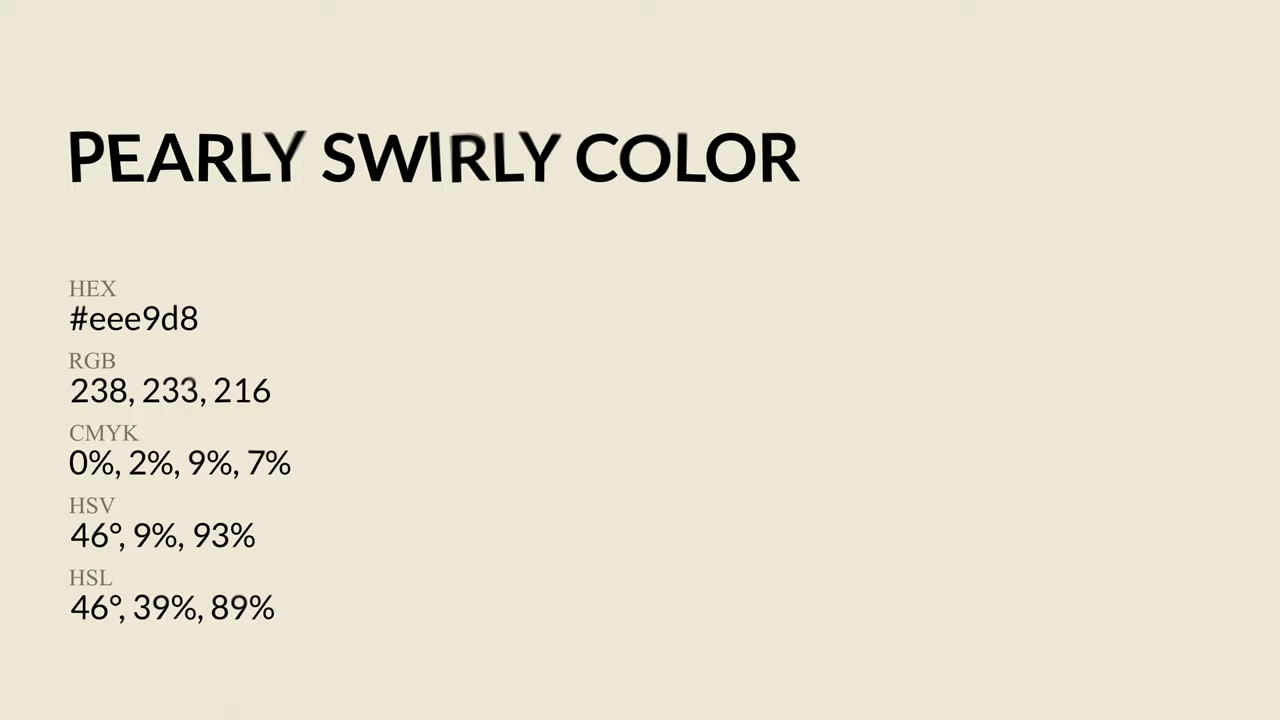 PEARLY SWIRLY COLOR
HEX
#eee9d8
RGB
238, 233, 216
CMYK
0%, 2%, 9%, 7%
HSV
46°, 9%, 93%
HSL
46°, 39%, 89%